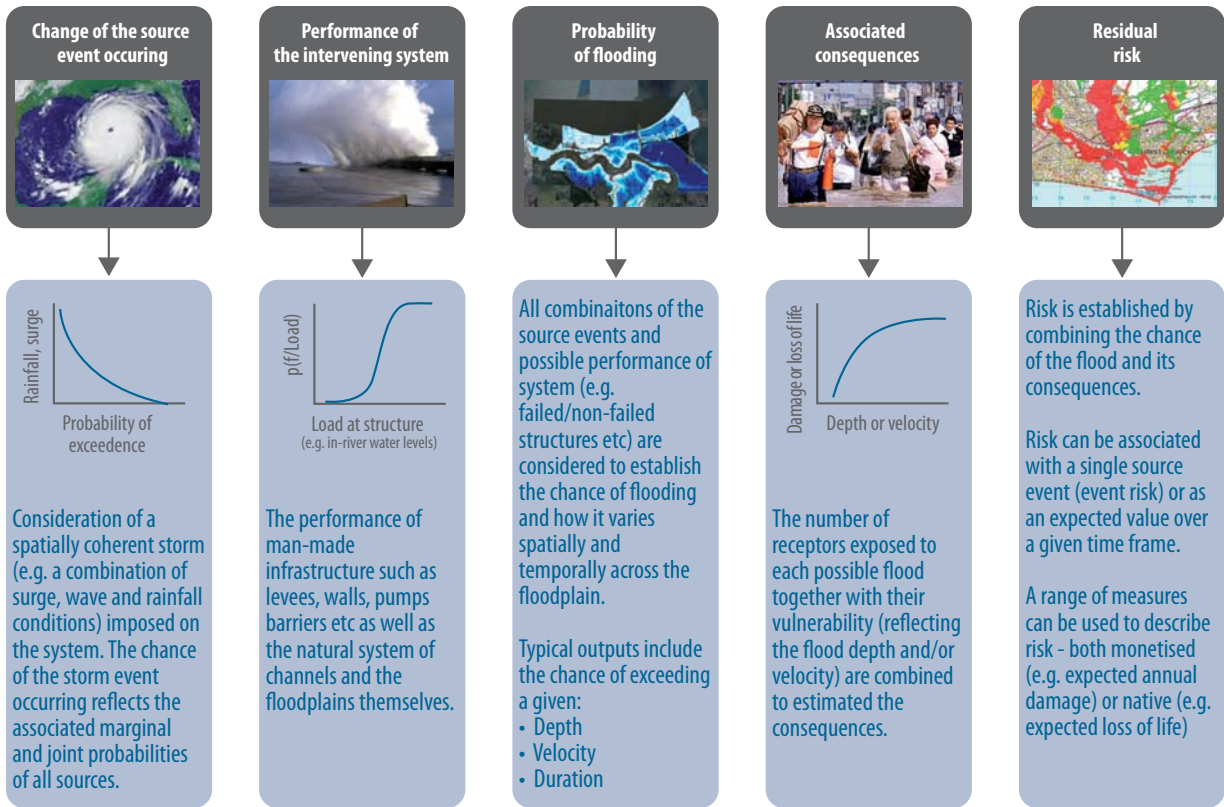 Change of the source
event occuring
Performance of
the intervening system
Probability
of flooding
Associated
consequences
Residual
risk
Rainfall, surge
Probability of
exceedence
Consideration of a
spatially coherent storm
(e.g. a combination of
surge, wave and rainfall
conditions) imposed on
the system. The chance
of the storm event
occurring reflects the
associated marginal
and joint probabilities
of all sources.
p(f/Load)
Load at structure
(e.g. in-river water levels)
The performance of
man-made
infrastructure such as
levees, walls, pumps
barriers etc as well as
the natural system of
channels and the
floodplains themselves.
All combinaitons of the
source events and
possible performance of
system (e.g.
failed/non-failed
structures etc) are
considered to establish
the chance of flooding
and how it varies
spatially and
temporally across the
floodplain.
Typical outputs include
the chance of exceeding
a given:
• Depth
• Velocity
• Duration
Damage or loss of life
Depth or velocity
The number of
receptors exposed to
each possible flood
together with their
vulnerability (reflecting
the flood depth and/or
velocity) are combined
to estimated the
consequences.
Risk is established by
combining the chance
of the flood and its
consequences.
Risk can be associated
with a single source
event (event risk) or as
an expected value over
a given time frame.
A range of measures
can be used to describe
risk - both monetised
(e.g. expected annual
damage) or native (e.g.
expected loss of life)